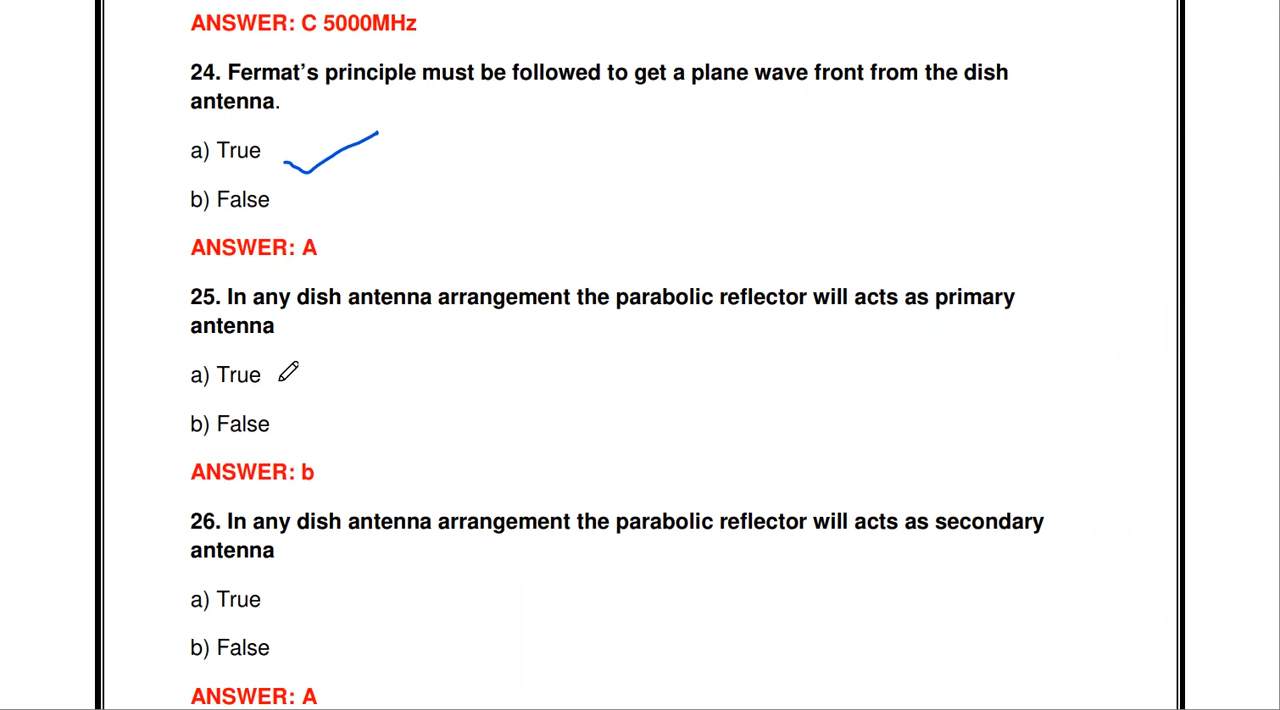 ANSWER: C 5000MHz
24. Fermat’s principle must be followed to get a plane wave front from the dish
antenna.
a) True
b) False
ANSWER: A
25. In any dish antenna arrangement the parabolic reflector will acts as primary
antenna
a) True
b) False
ANSWER: b
26. In any dish antenna arrangement the parabolic reflector will acts as secondary
antenna
a) True
b) False
ANSWER: A